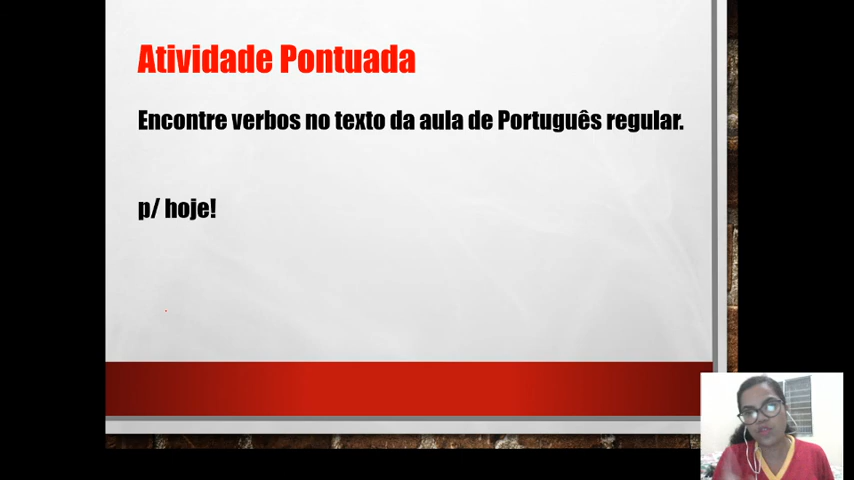 Atividade Pontuada
Encontre verbos no texto da aula de Português regular.
p/ hoje!